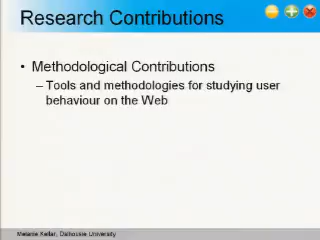 Research Contributions
• Methodological Contributions
– Tools and methodologies for studying user
behaviour on the Web
Melanie Kellar, Dalhousie University